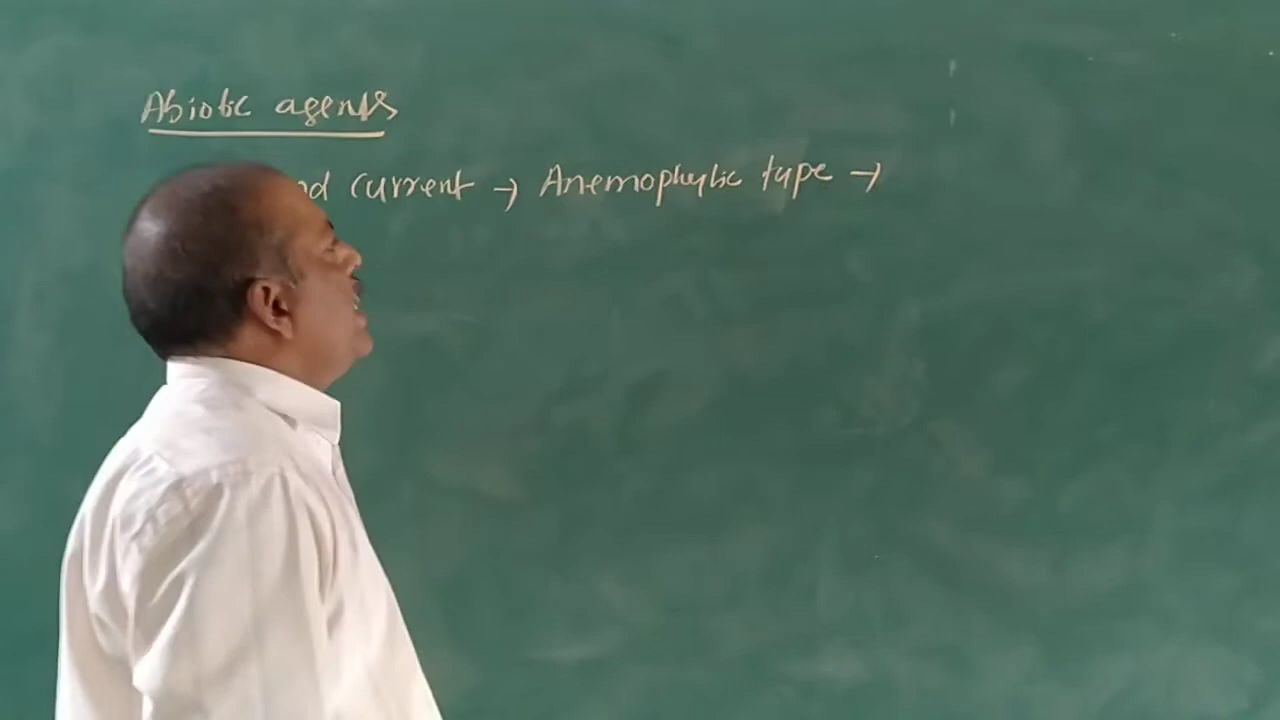 Abiotic agents
nd current → Anemophylic type →